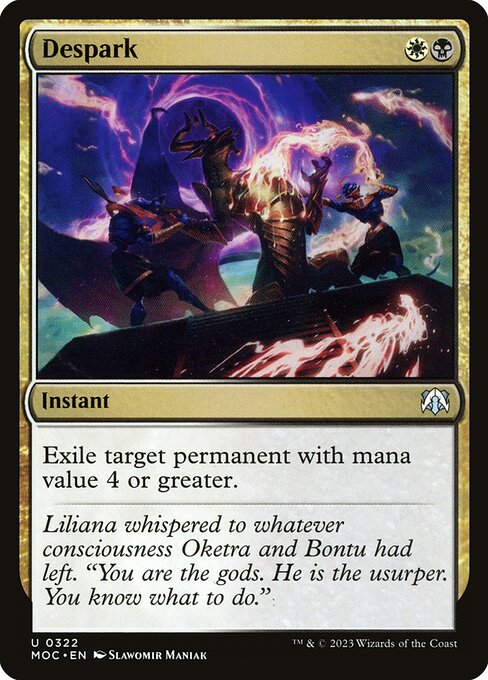 Despark
Instant
Exile target permanent with mana
value 4 or greater.
Liliana whispered to whatever
consciousness Oketra and Bontu had
left. “You are the gods. He is the usurper.
You know what to do.”
U 0322
MOC • EN Slawomir Maniak
™ & © 2023 Wizards of the Coast